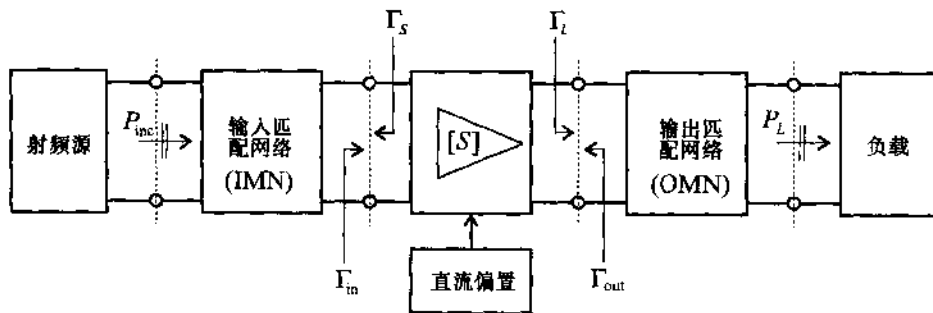 Γ_S
Γ_L
射频源
P_inc
输入匹
配网络
(IMN)
[S]
输出匹
配网络
(OMN)
P_L
负载
Γ_in
直流偏置
Γ_out